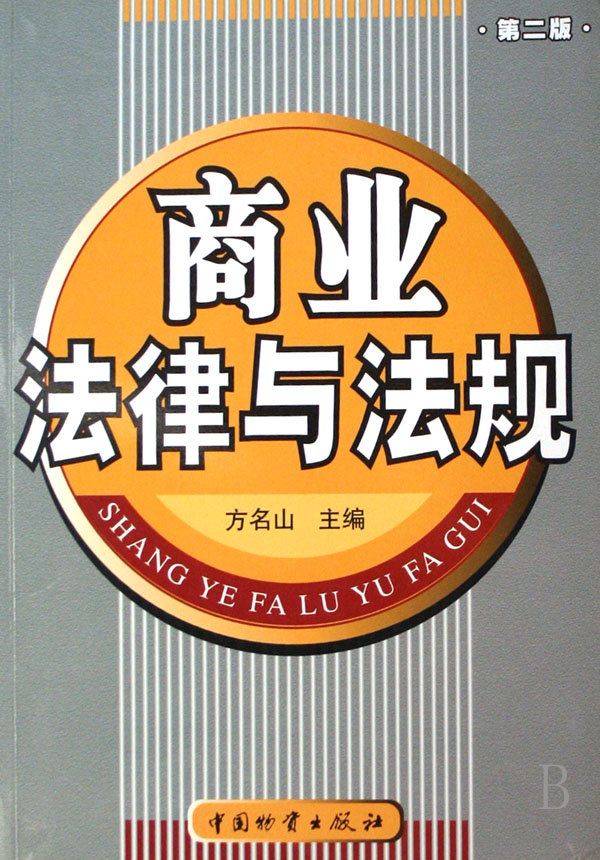 ·第二版·
商业
法律与法规
方名山 主编
SHANG YE FA LU YU FA GUI
中国物资出版社
B